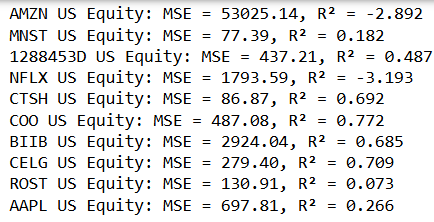 AMZN US Equity: MSE = 53025.14, R² = -2.892
MNST US Equity: MSE = 77.39, R² = 0.182
1288453D US Equity: MSE = 437.21, R² = 0.487
NFLX US Equity: MSE = 1793.59, R² = -3.193
CTSH US Equity: MSE = 86.87, R² = 0.692
COO US Equity: MSE = 487.08, R² = 0.772
BIIB US Equity: MSE = 2924.04, R² = 0.685
CELG US Equity: MSE = 279.40, R² = 0.709
ROST US Equity: MSE = 130.91, R² = 0.073
AAPL US Equity: MSE = 697.81, R² = 0.266